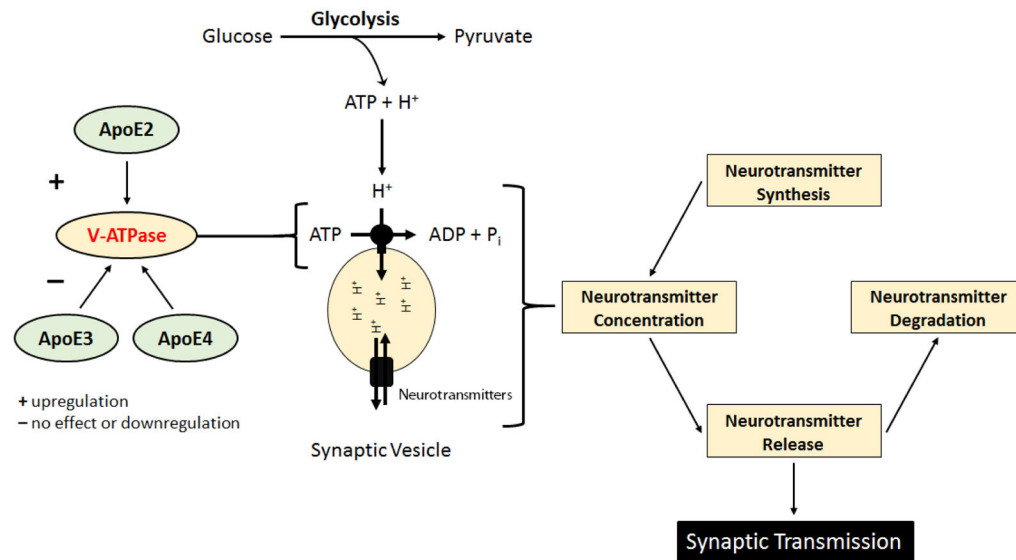 Glycolysis
Glucose
Pyruvate
ATP + H⁺
ApoE2
+
H⁺
V-ATPase
ATP
ADP + Pᵢ
−
ApoE3
ApoE4
H⁺
H⁺
H⁺
H⁺
H⁺
H⁺
Neurotransmitters
+ upregulation
− no effect or downregulation
Synaptic Vesicle
Neurotransmitter
Synthesis
Neurotransmitter
Concentration
Neurotransmitter
Degradation
Neurotransmitter
Release
Synaptic Transmission